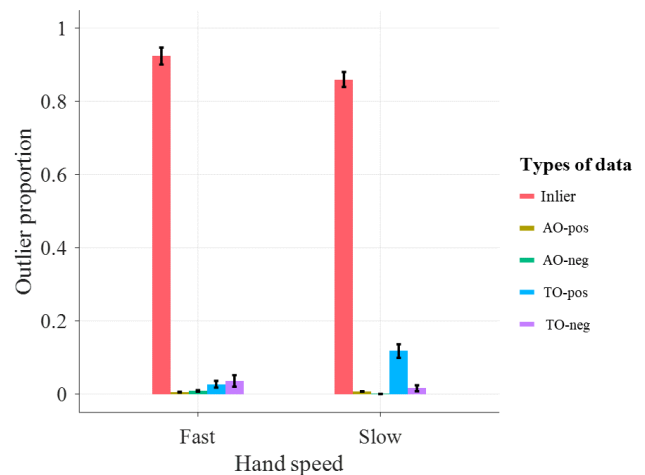 1
0.8
0.6
0.4
0.2
0
Outlier proportion
Fast
Slow
Hand speed
Types of data
Inlier
AO-pos
AO-neg
TO-pos
TO-neg